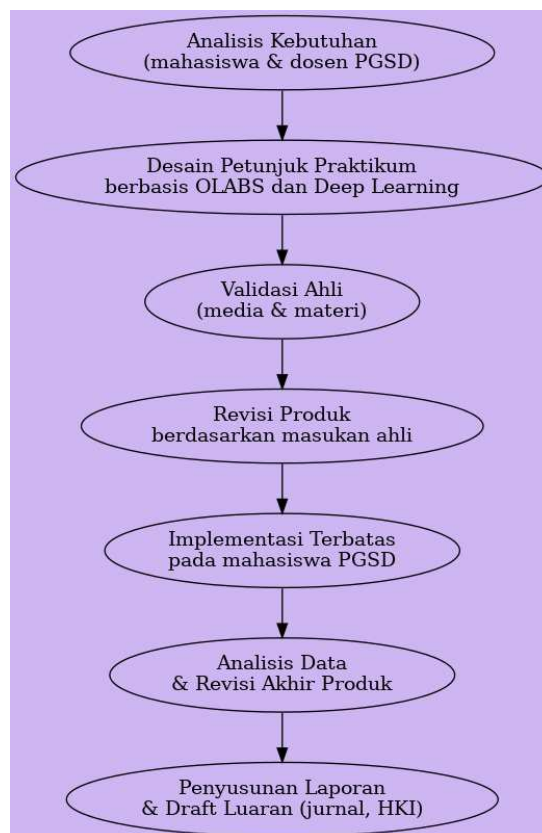 Analisis Kebutuhan
(mahasiswa & dosen PGSD)
Desain Petunjuk Praktikum
berbasis OLABS dan Deep Learning
Validasi Ahli
(media & materi)
Revisi Produk
berdasarkan masukan ahli
Implementasi Terbatas
pada mahasiswa PGSD
Analisis Data
& Revisi Akhir Produk
Penyusunan Laporan
& Draft Luaran (jurnal, HKI)